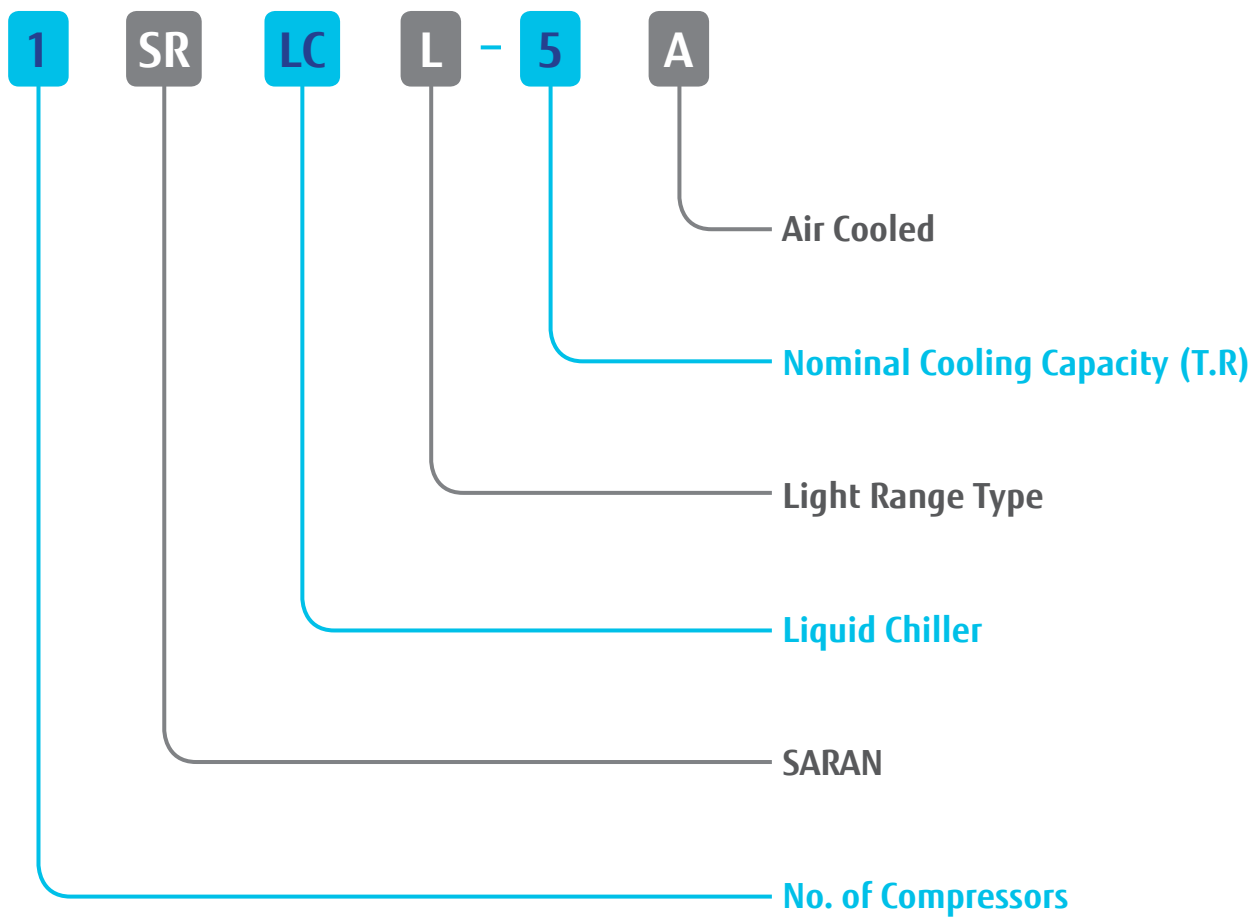 1 SR LC L - 5 A
Air Cooled
Nominal Cooling Capacity (T.R)
Light Range Type
Liquid Chiller
SARAN
No. of Compressors